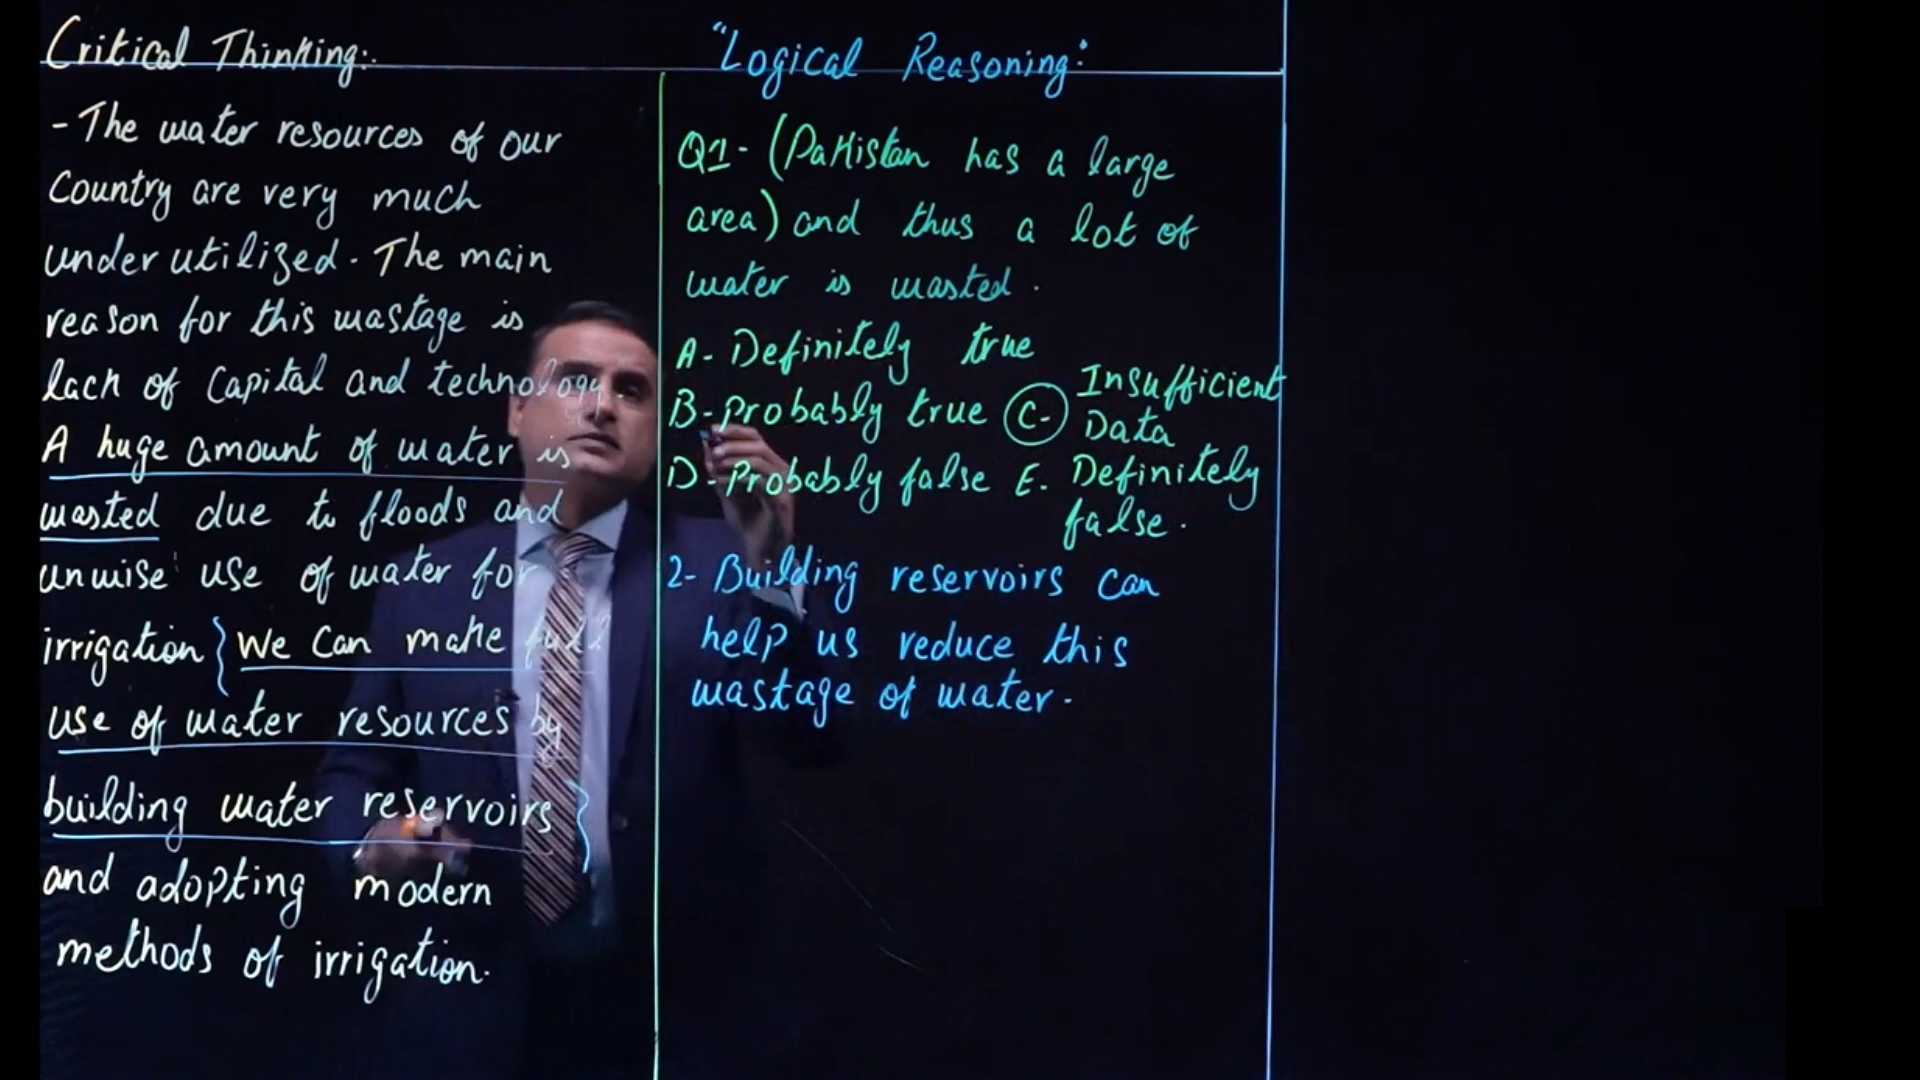 Critical Thinking:.
- The water resources of our
Country are very much
under utilized. The main
reason for this wastage is
lack of Capital and technology.
A huge amount of water is
wasted due to floods and
unwise use of water for
irrigation } { We Can make full
use of water resources by
building water reservoirs }
and adopting modern
methods of irrigation.
"Logical Reasoning:
Q1 - (Pakistan has a large
area) and thus a lot of
water is wasted.
A - Definitely true
B - Probably true C - Insufficient
Data
D - Probably false E. Definitely
false.
2 - Building reservoirs can
help us reduce this
wastage of water.